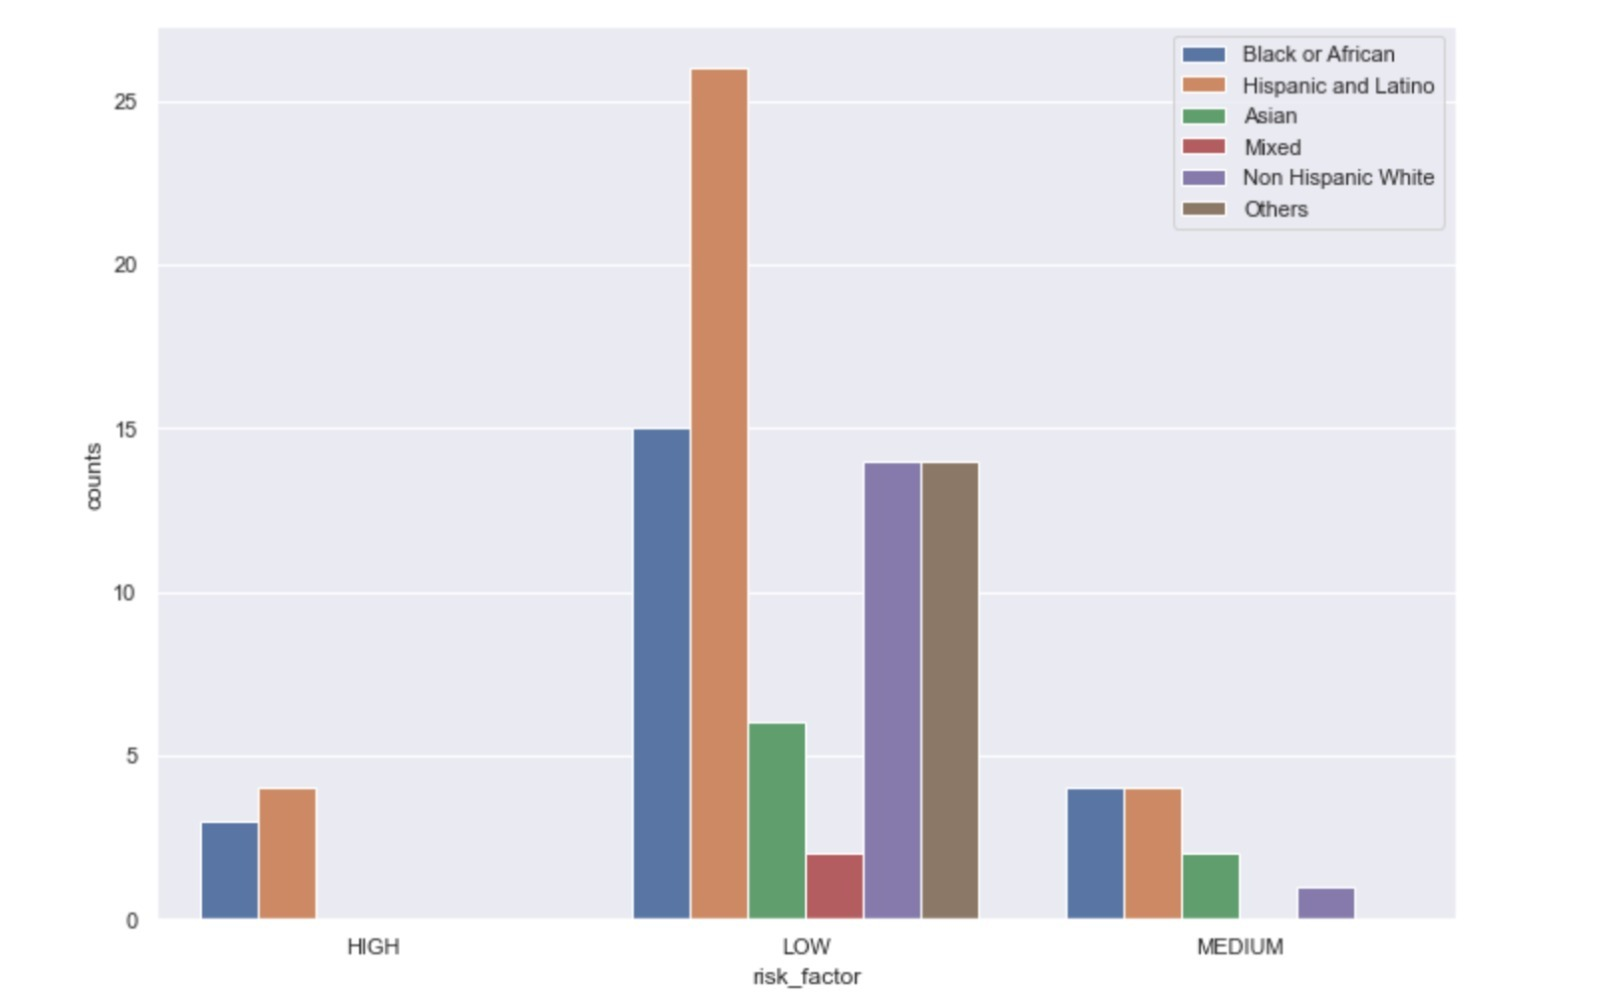 Black or African
Hispanic and Latino
Asian
Mixed
Non Hispanic White
Others
25
20
15
10
5
0
counts
HIGH
LOW
MEDIUM
risk_factor